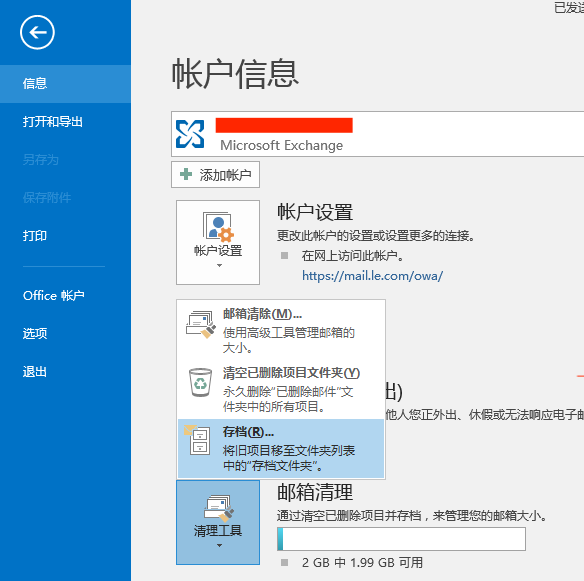 已发送
帐户信息
信息
打开和导出
另存为
保存附件
打印
Office 帐户
选项
退出
Microsoft Exchange
添加帐户
帐户设置
帐户设置
更改此帐户的设置或设置更多的连接。
在网上访问此帐户。
https://mail.le.com/owa/
邮箱清除(M)...
使用高级工具管理邮箱的
大小。
清空已删除项目文件夹(Y)
永久删除"已删除邮件"文
件夹中的所有项目。
出)
他人您正外出、休假或无法响应电子邮
存档(R)...
将旧项目移至文件夹列表
中的"存档文件夹"。
清理工具
邮箱清理
通过清空已删除项目并存档，来管理您的邮箱大小。
2 GB 中 1.99 GB 可用